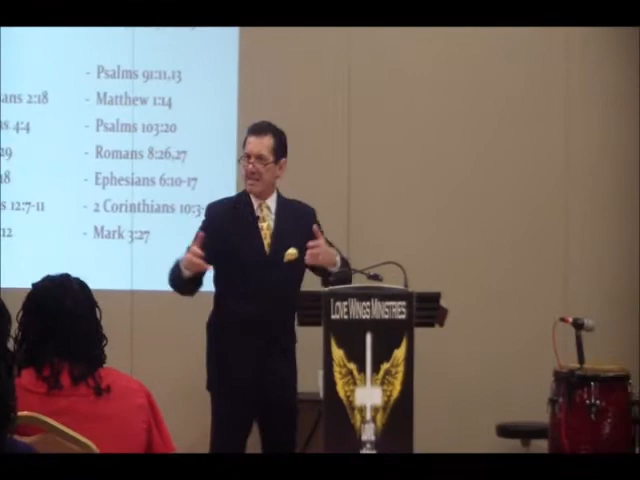 - Psalms 91:11,13
ans 2:18
- Matthew 1:14
s 4:4
- Psalms 103:20
29
- Romans 8:26,27
18
- Ephesians 6:10-17
s 12:7-11
- 2 Corinthians 10:3-
:12
- Mark 3:27
LOVE WINGS MINISTRIES